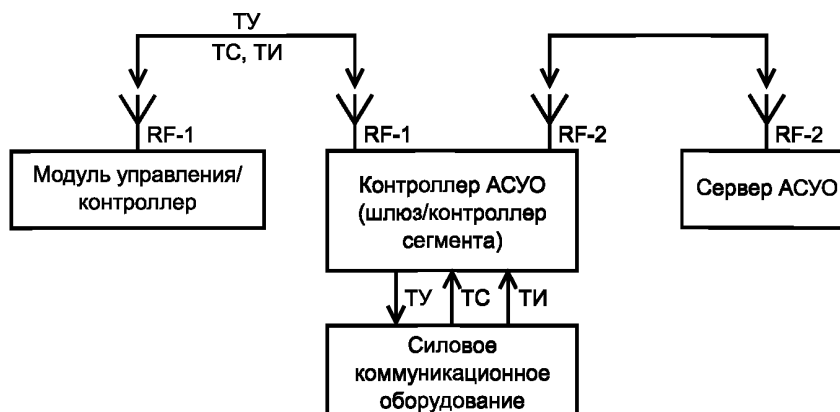 ТУ
ТС, ТИ
RF-1
RF-1
RF-2
RF-2
Модуль управления/
контроллер
Контроллер АСУО
(шлюз/контроллер
сегмента)
Сервер АСУО
ТУ
ТС
ТИ
Силовое
коммуникационное
оборудование